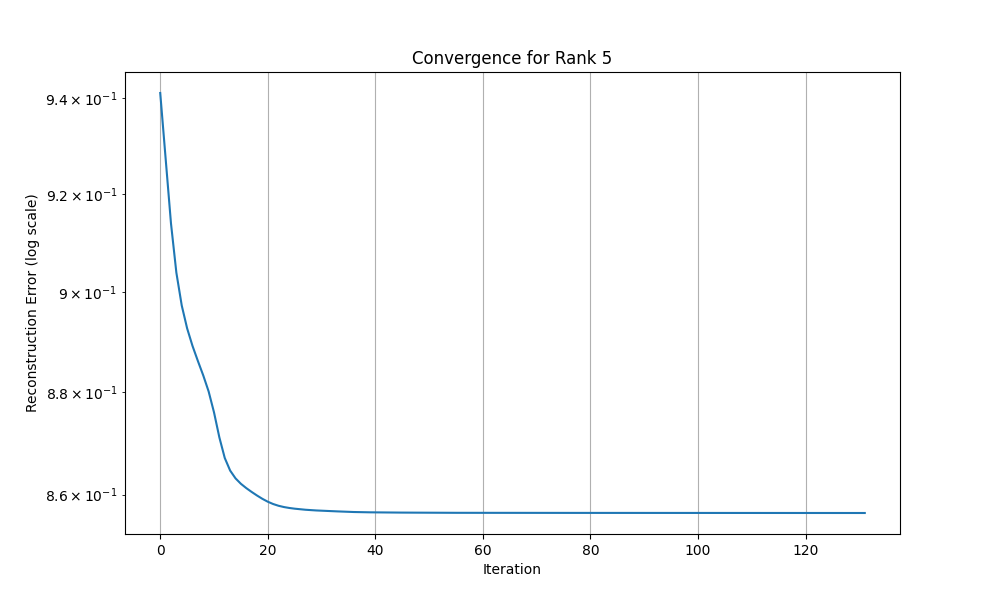 Convergence for Rank 5
9.4 × 10⁻¹
9.2 × 10⁻¹
9 × 10⁻¹
8.8 × 10⁻¹
8.6 × 10⁻¹
Reconstruction Error (log scale)
0 20 40 60 80 100 120
Iteration